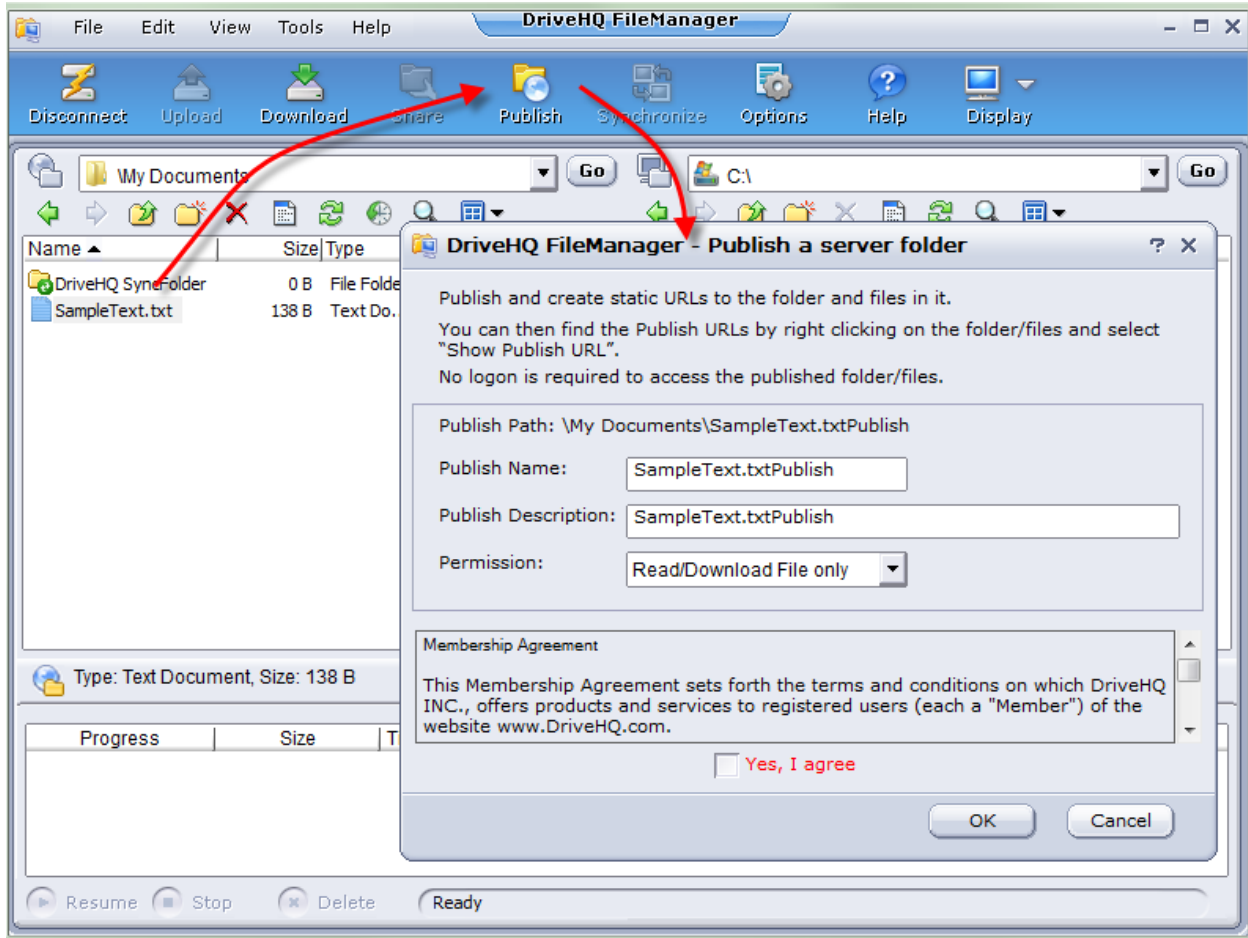 DriveHQ FileManager
File Edit View Tools Help
Disconnect Upload Download Share Publish Synchronize Options Help Display
\My Documents Go C:\ Go
Name Size Type
DriveHQ SyncFolder 0 B File Folde
SampleText.txt 138 B Text Do..
DriveHQ FileManager - Publish a server folder
Publish and create static URLs to the folder and files in it.
You can then find the Publish URLs by right clicking on the folder/files and select
“Show Publish URL”.
No logon is required to access the published folder/files.
Publish Path: \My Documents\SampleText.txtPublish
Publish Name: SampleText.txtPublish
Publish Description: SampleText.txtPublish
Permission: Read/Download File only
Membership Agreement
This Membership Agreement sets forth the terms and conditions on which DriveHQ
INC., offers products and services to registered users (each a "Member") of the
website www.DriveHQ.com.
Yes, I agree
OK Cancel
Type: Text Document, Size: 138 B
Progress Size
Resume Stop Delete Ready